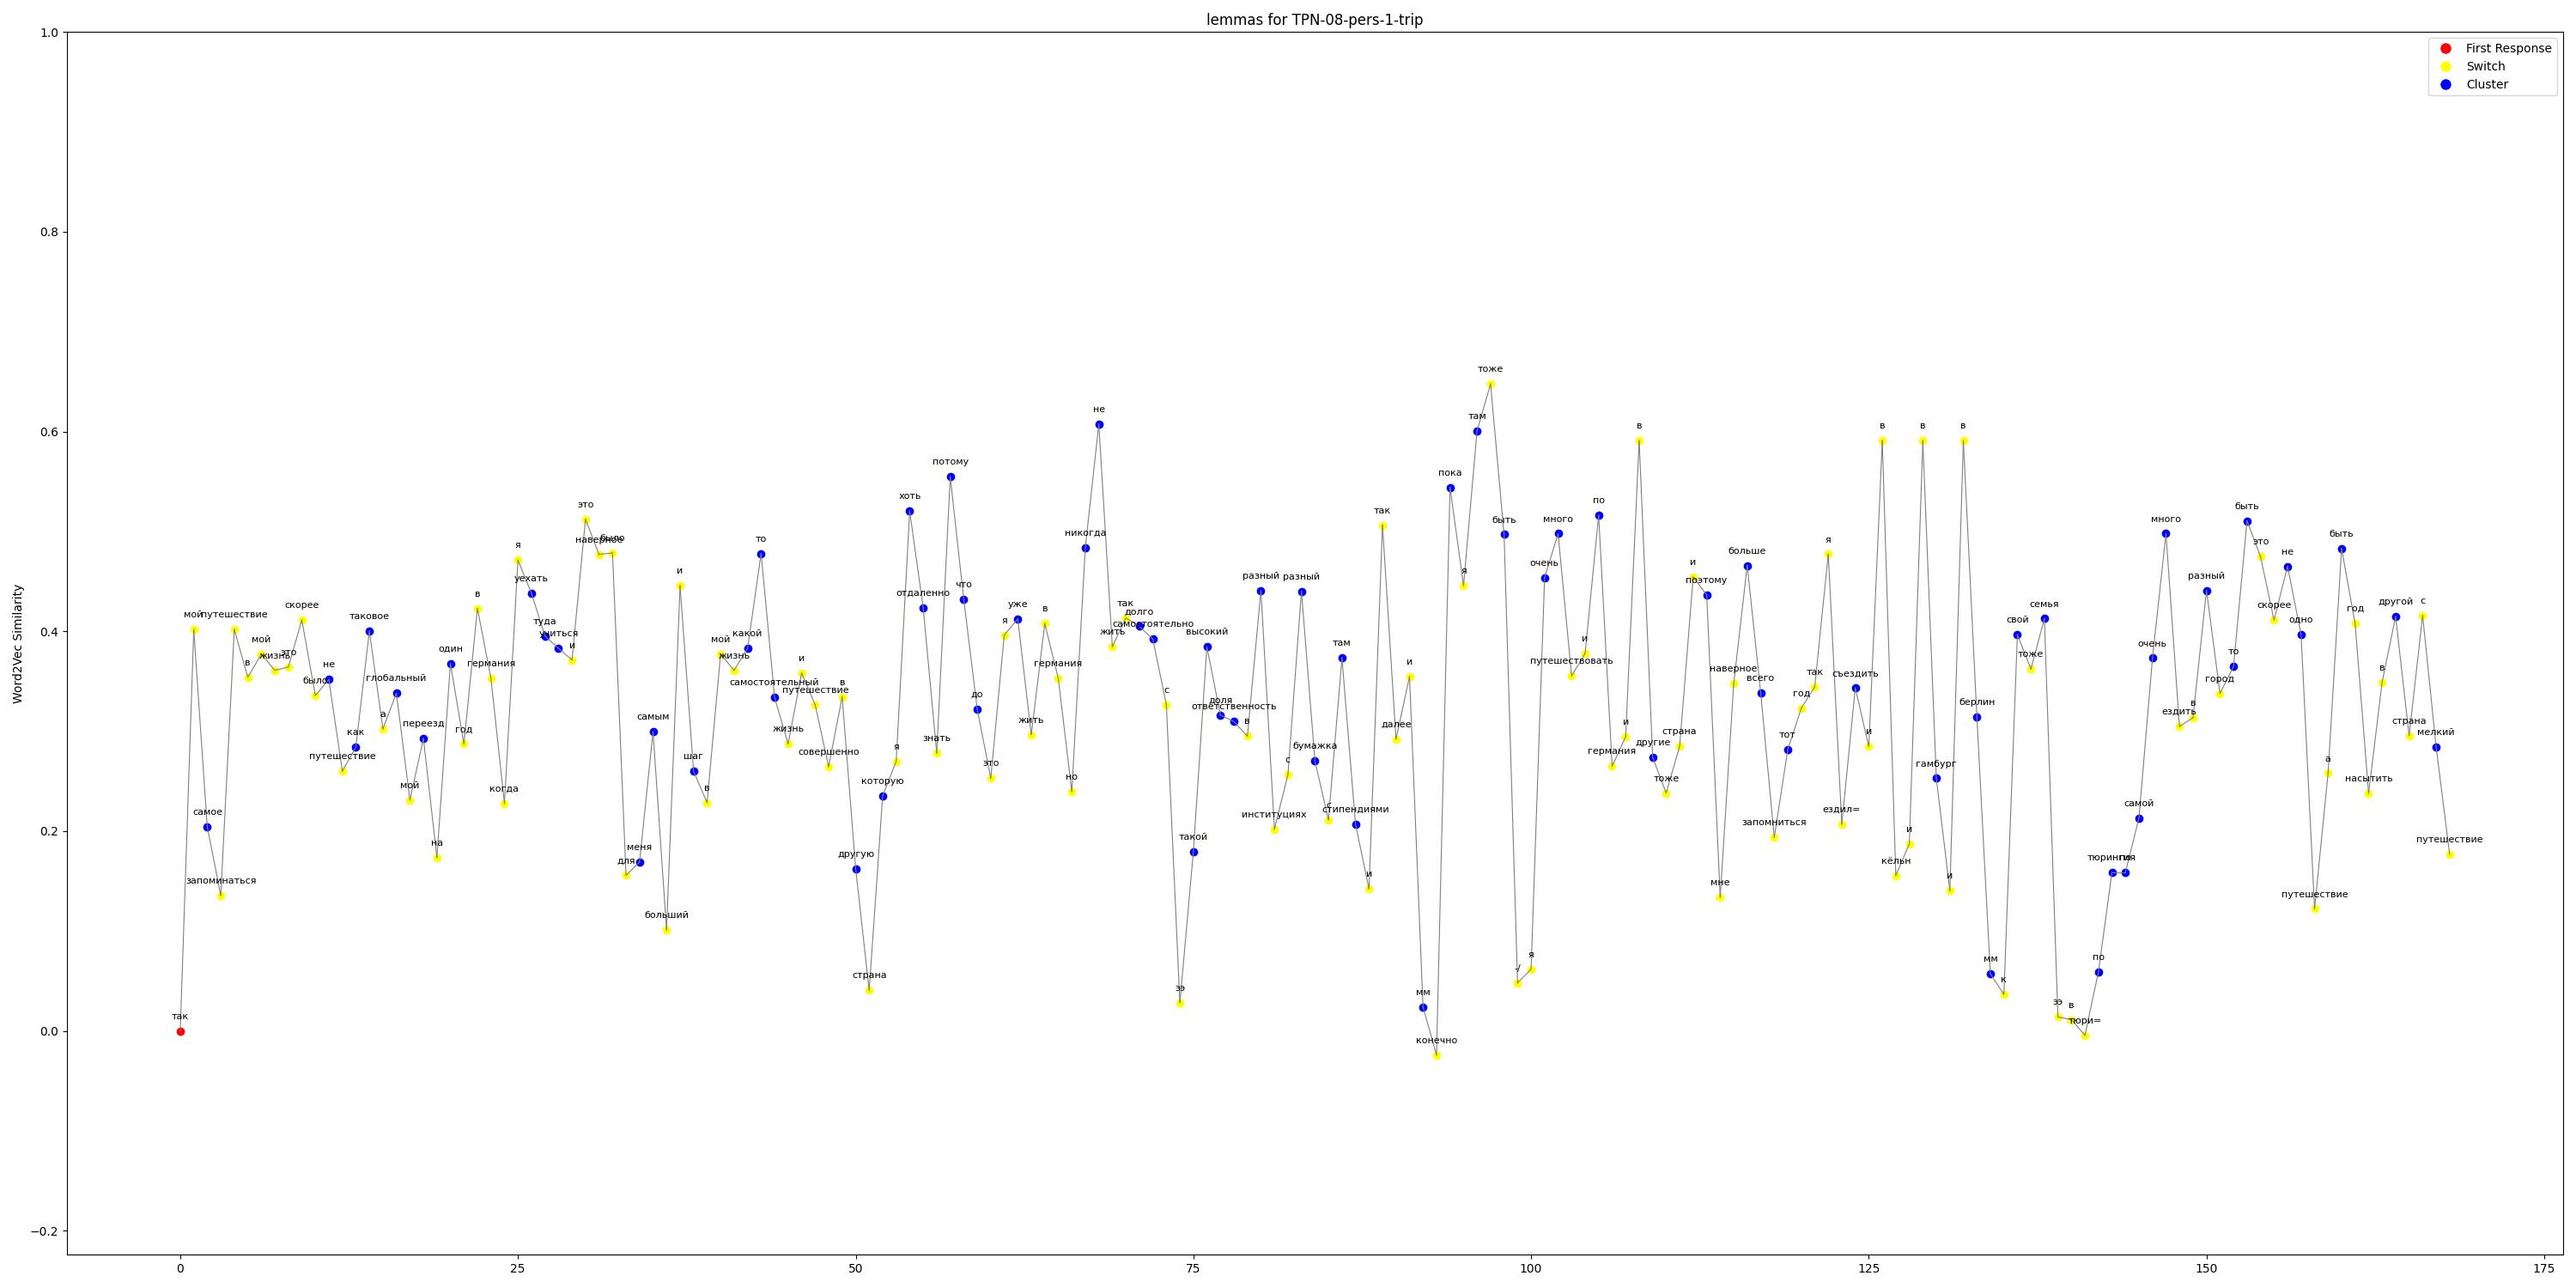 lemmas for TPN-08-pers-1-trip
Word2Vec Similarity
1.0
0.8
0.6
0.4
0.2
0.0
−0.2
0
25
50
75
100
125
150
175
First Response
Switch
Cluster
так
мой
самое
запоминаться
путешествие
в
мой
жизнь
это
скорее
было
не
путешествие
как
таковое
а
глобальный
мой
переезд
на
один
год
в
германия
когда
я
уехать
туда
учиться
и
это
наверное
было
для
меня
самым
больший
и
шаг
в
мой
жизнь
какой
то
самостоятельный
жизнь
и
путешествие
совершенно
в
другую
страна
которую
я
хоть
отдаленно
знать
потому
что
до
это
я
уже
жить
в
германия
но
никогда
не
жить
так
долго
самостоятельно
с
ээ
такой
высокий
доля
ответственность
в
разный
институциях
с
разный
бумажка
с
там
стипендиями
и
так
далее
и
мм
конечно
пока
я
там
тоже
быть
я
очень
много
путешествовать
и
по
германия
и
в
другие
тоже
страна
и
поэтому
мне
наверное
больше
всего
запомниться
тот
год
так
я
ездил=
съездить
и
в
кёльн
и
в
гамбург
и
в
берлин
мм
к
свой
тоже
семья
ээ
в
тюри=
по
тюрингия
самой
очень
много
ездить
в
разный
город
то
быть
это
скорее
не
одно
путешествие
а
быть
год
насытить
в
другой
страна
с
мелкий
путешествие